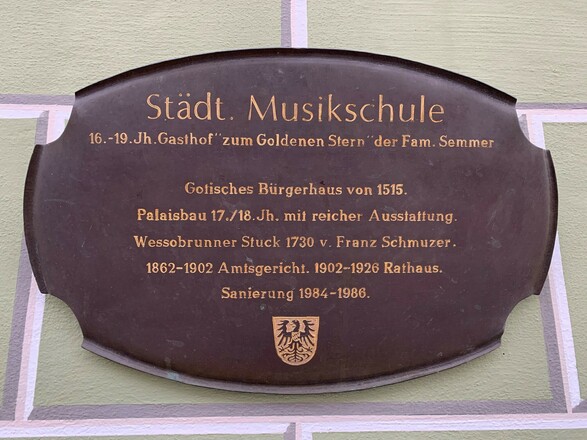 Städt. Musikschule
16.-19. Jh. Gasthof "zum Goldenen Stern" der Fam. Semmer
Gotisches Bürgerhaus von 1515.
Palaisbau 17./18. Jh. mit reicher Ausstattung.
Wessobrunner Stuck 1730 v. Franz Schmuzer.
1862-1902 Amtsgericht. 1902-1926 Rathaus.
Sanierung 1984-1986.